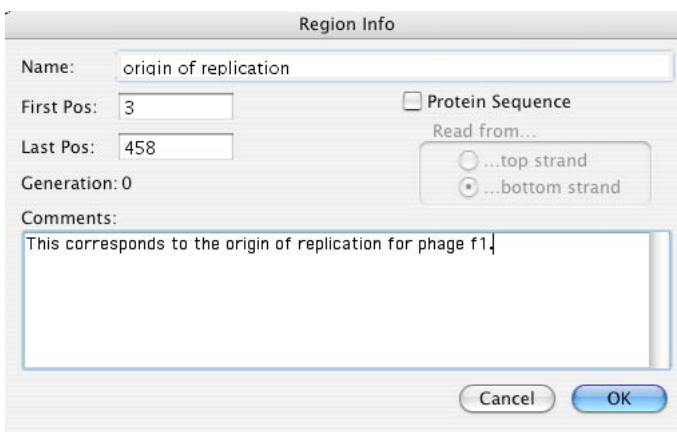 Region Info
Name: origin of replication
First Pos: 3
Protein Sequence
Read from...
Last Pos: 458
...top strand
...bottom strand
Generation: 0
Comments:
This corresponds to the origin of replication for phage f1.
Cancel OK